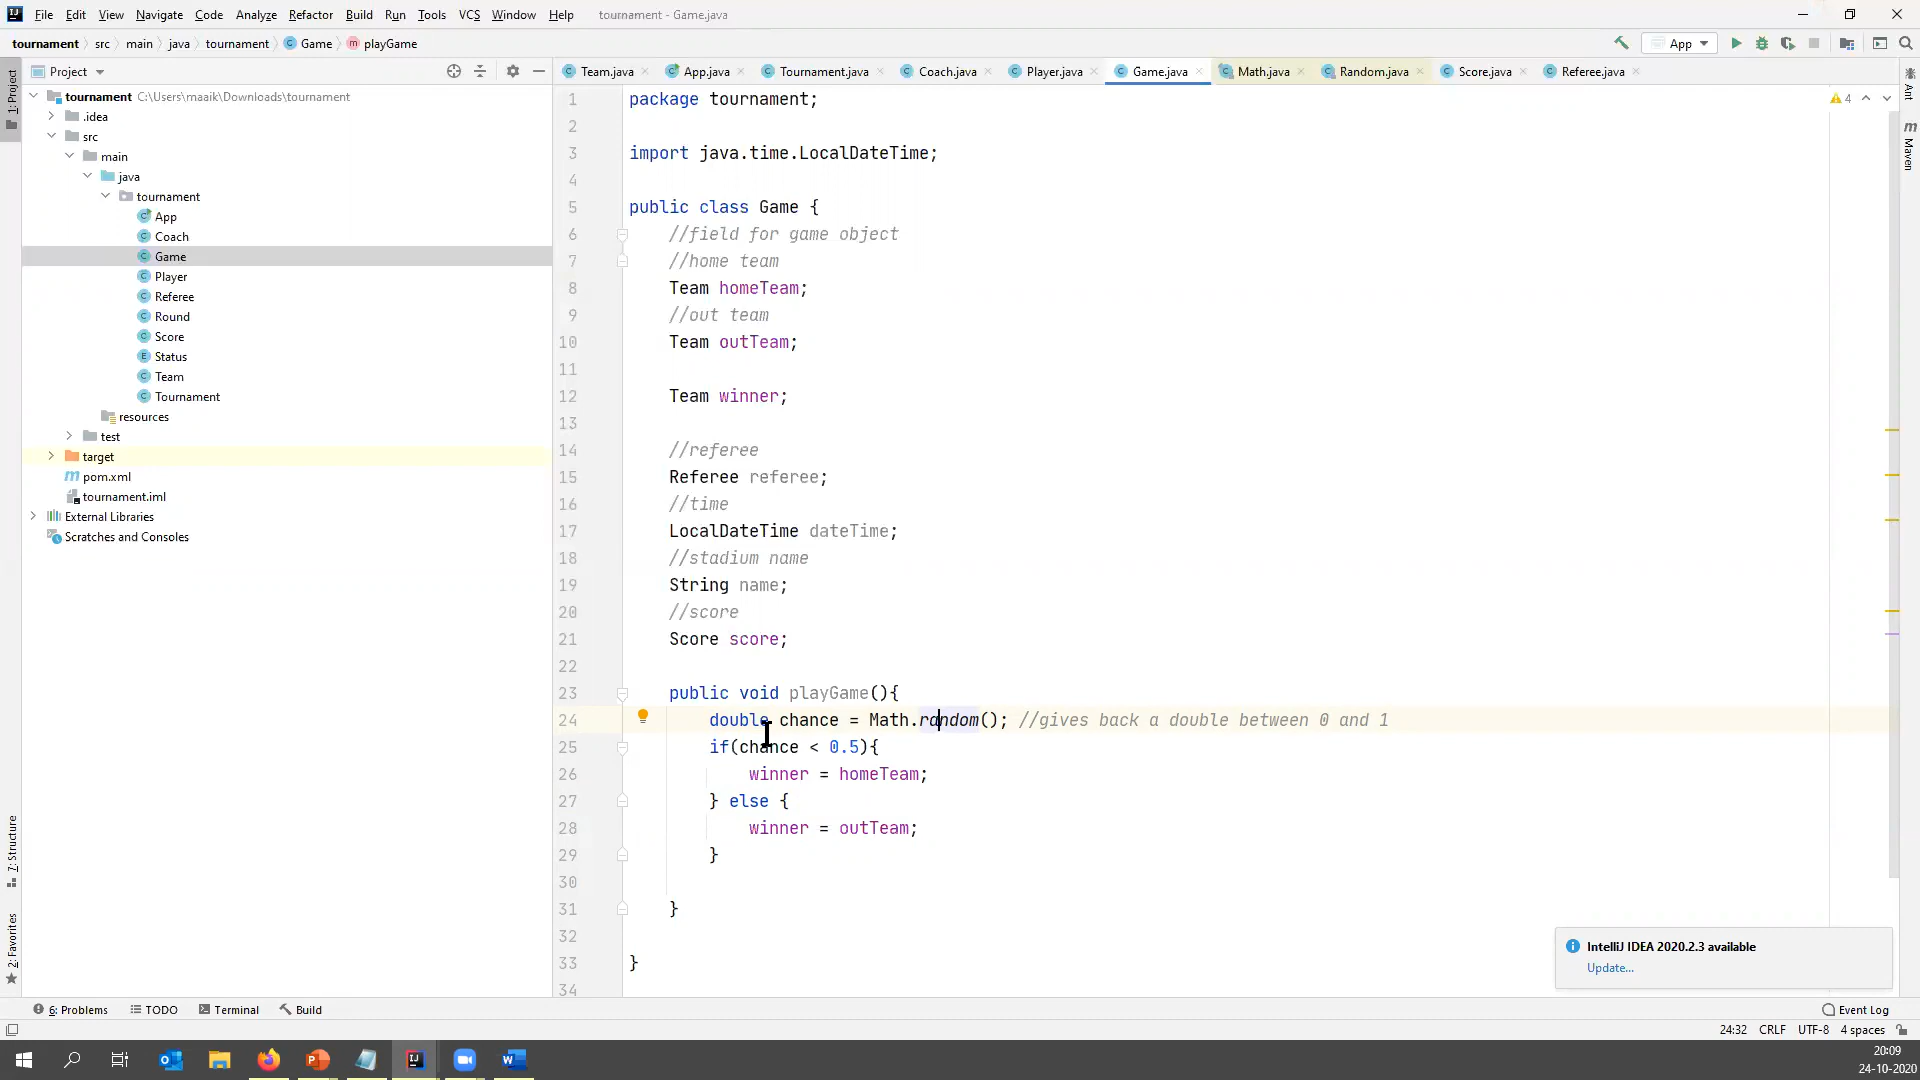 File Edit View Navigate Code Analyze Refactor Build Run Tools VCS Window Help tournament - Game.java
tournament src main java tournament Game playGame App
Project
Team.java App.java Tournament.java Coach.java Player.java Game.java Math.java Random.java Score.java Referee.java
1: Project
7: Structure
2: Favorites
tournament C:\Users\maaik\Downloads\tournament
.idea
src
main
java
tournament
App
Coach
Game
Player
Referee
Round
Score
Status
Team
Tournament
resources
test
target
pom.xml
tournament.iml
External Libraries
Scratches and Consoles
1 package tournament;
2
3 import java.time.LocalDateTime;
4
5 public class Game {
6 //field for game object
7 //home team
8 Team homeTeam;
9 //out team
10 Team outTeam;
11
12 Team winner;
13
14 //referee
15 Referee referee;
16 //time
17 LocalDateTime dateTime;
18 //stadium name
19 String name;
20 //score
21 Score score;
22
23 public void playGame(){
24 double chance = Math.random(); //gives back a double between 0 and 1
25 if(chance < 0.5){
26 winner = homeTeam;
27 } else {
28 winner = outTeam;
29 }
30
31 }
32
33 }
34
4
Ant
Maven
IntelliJ IDEA 2020.2.3 available
Update...
6: Problems TODO Terminal Build Event Log
24:32 CRLF UTF-8 4 spaces
20:09
24-10-2020